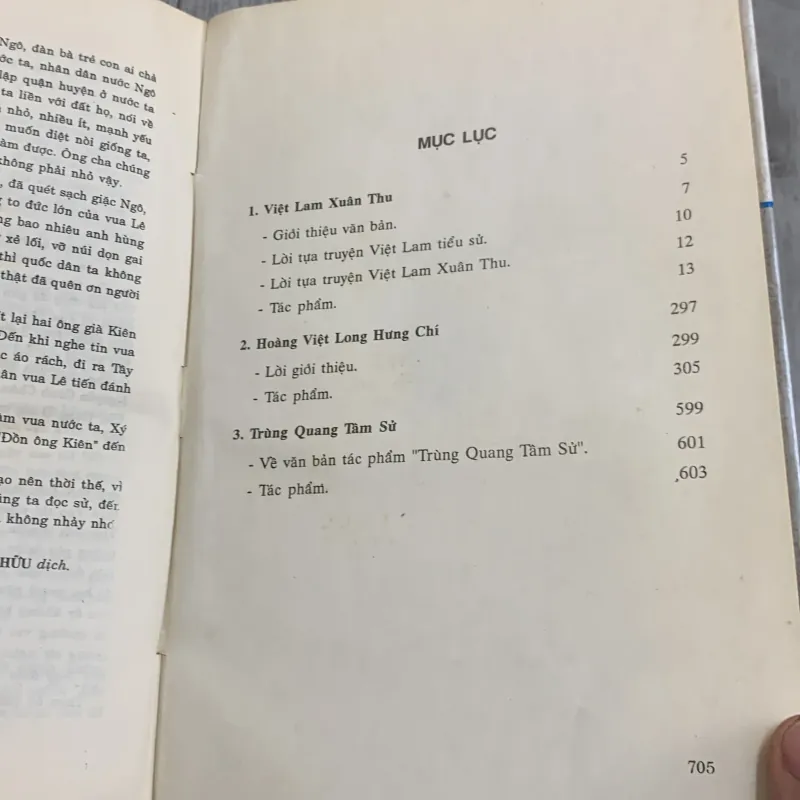 Ngô, đàn bà trẻ con ai chả
ớc ta, nhân dân nước Ngô
lập quận huyện ở nước ta
ta liền với đất họ, nói về
nhỏ, nhiều ít, mạnh yếu
muốn diệt nòi giống ta,
àm được. Ông cha chúng
không phải nhỏ vậy.
, đã quét sạch giặc Ngô,
g to đức lớn của vua Lê
ng bao nhiêu anh hùng
xẻ lối, vỡ núi dọn gai
thì quốc dân ta không
thật đã quên ơn người
t lại hai ông già Kiên
Đến khi nghe tin vua
c áo rách, đi ra Tây
ân vua Lê tiến đánh
àm vua nước ta, Xý
"Đồn ông Kiên" đến
ạo nên thời thế, vì
úng ta đọc sử, đến
không nhảy nhớ
HỮU dịch.
MỤC LỤC
5
1. Việt Lam Xuân Thu 7
- Giới thiệu văn bản. 10
- Lời tựa truyện Việt Lam tiểu sử. 12
- Lời tựa truyện Việt Lam Xuân Thu. 13
- Tác phẩm.
2. Hoàng Việt Long Hưng Chí 297
- Lời giới thiệu. 299
- Tác phẩm. 305
3. Trùng Quang Tầm Sử 599
- Về văn bản tác phẩm "Trùng Quang Tầm Sử". 601
- Tác phẩm. 603
705